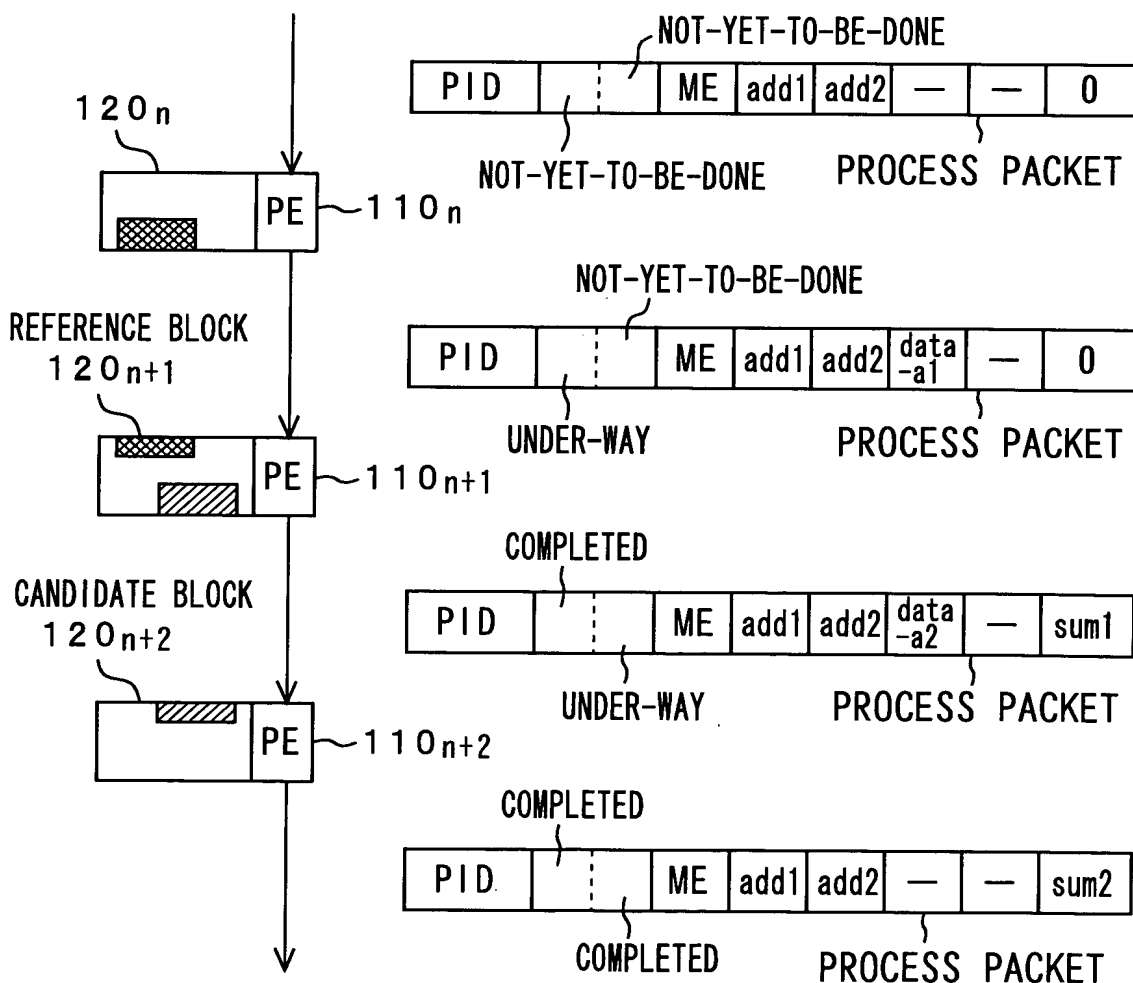 NOT-YET-TO-BE-DONE
PID ME add1 add2 — — 0
120n
NOT-YET-TO-BE-DONE
PROCESS PACKET
PE
110n
NOT-YET-TO-BE-DONE
REFERENCE BLOCK
120n+1
PID ME add1 add2 data-a1 — 0
UNDER-WAY
PROCESS PACKET
PE
110n+1
COMPLETED
CANDIDATE BLOCK
120n+2
PID ME add1 add2 data-a2 — sum1
UNDER-WAY
PROCESS PACKET
PE
110n+2
COMPLETED
PID ME add1 add2 — — sum2
COMPLETED
PROCESS PACKET